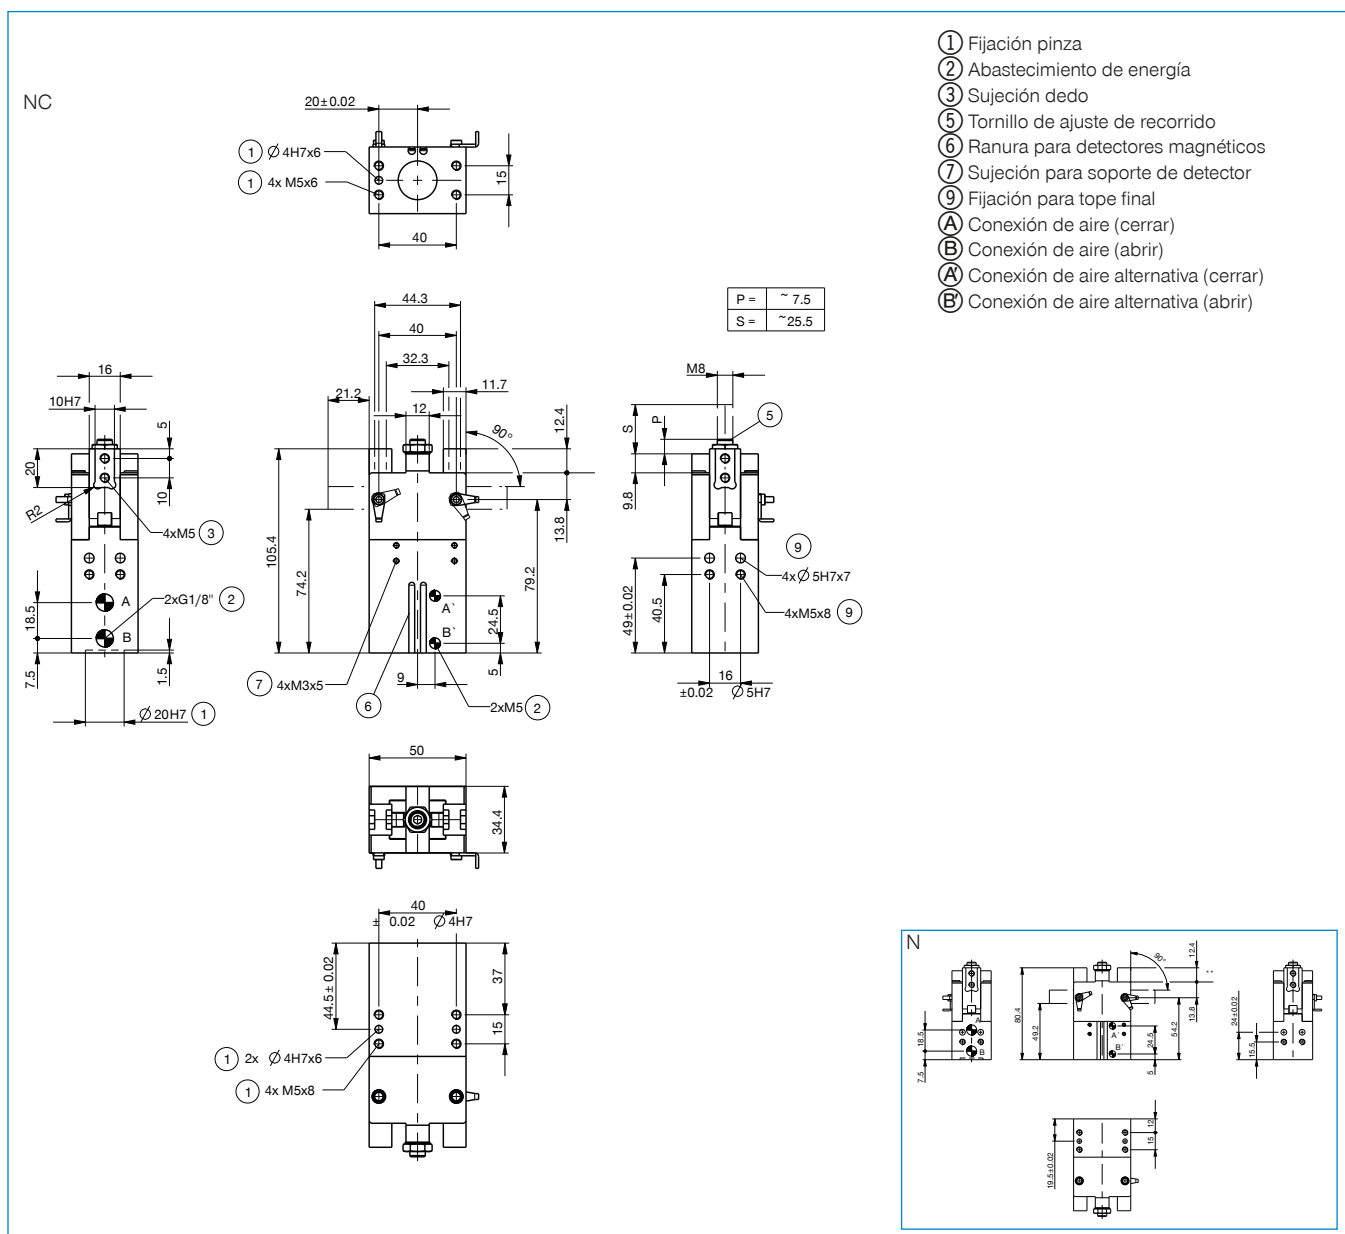 ① Fijación pinza
② Abastecimiento de energía
③ Sujeción dedo
⑤ Tornillo de ajuste de recorrido
⑥ Ranura para detectores magnéticos
⑦ Sujeción para soporte de detector
⑨ Fijación para tope final
Ⓐ Conexión de aire (cerrar)
Ⓑ Conexión de aire (abrir)
A' Conexión de aire alternativa (cerrar)
B' Conexión de aire alternativa (abrir)
NC
20±0.02
① Ø 4H7x6
① 4x M5x6
15
40
P = ~ 7.5
S = ~25.5
16
10H7
5
20
10
R2
4xM5 ③
A
2xG1/8" ②
B
18.5
7.5
1.5
Ø 20H7 ①
44.3
40
32.3
21.2
11.7
12
90°
12.4
13.8
105.4
74.2
79.2
A`
B`
24.5
5
9
⑦ 4xM3x5
⑥
2xM5 ②
M8
S
P
⑤
9.8
⑨
4xØ 5H7x7
4xM5x8 ⑨
49±0.02
40.5
16
±0.02 Ø 5H7
50
34.4
40
± 0.02 Ø 4H7
44.5± 0.02
37
15
① 2x Ø 4H7x6
① 4x M5x8
N
A
B
18.5
7.5
80.4
49.2
90°
12.4
13.8
54.2
A`
B`
24.5
5
24±0.02
15.5
19.5±0.02
12
15